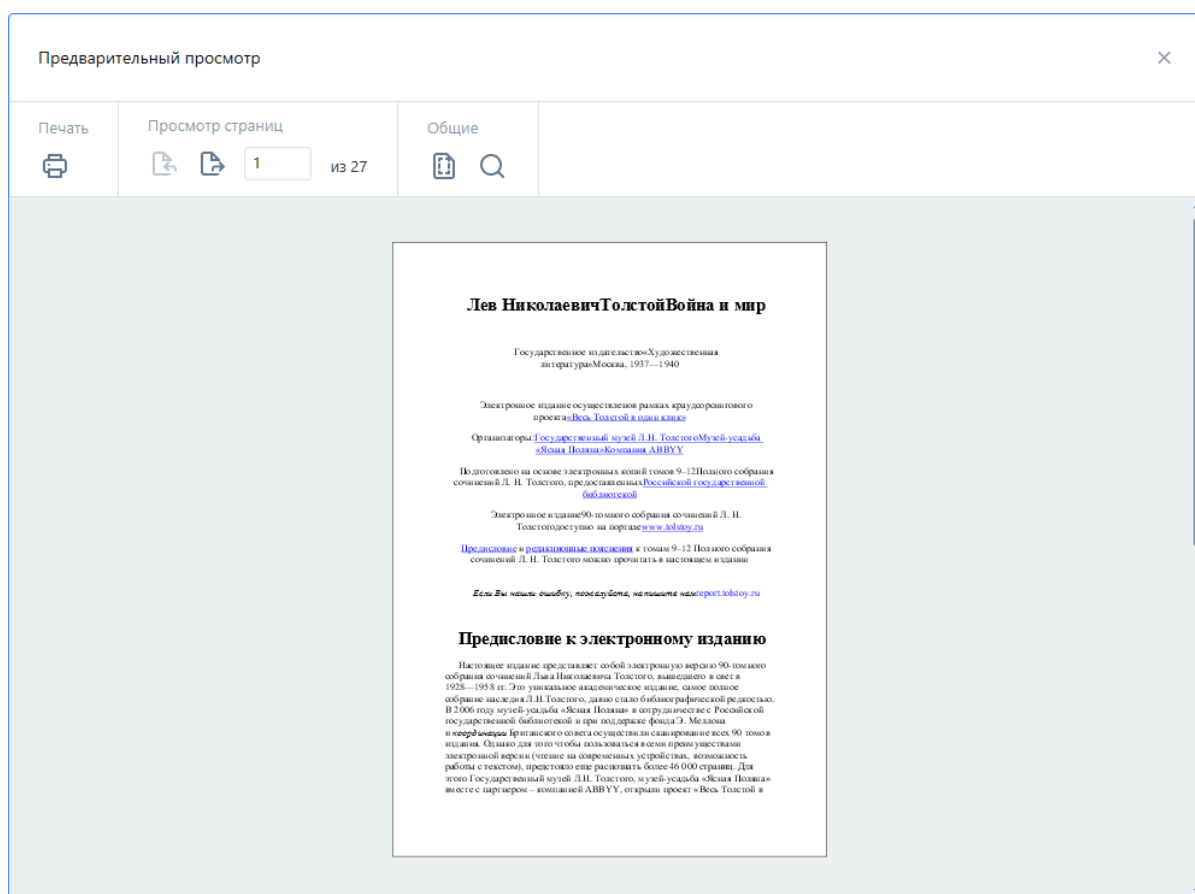 Предварительный просмотр
Печать
Просмотр страниц
Общие
1
из 27
Лев НиколаевичТолстойВойна и мир
Государственное издательство«Художественная
литература»Москва, 1937—1940
Электронное издание осуществленов рамках краудсорсингового
проекта«Весь Толстой в один клик»
Организаторы:Государственный музей Л.Н. ТолстогоМузей-усадьба
«Ясная Поляна»Компания ABBYY
Подготовлено на основе электронных копий томов 9–12Полного собрания
сочинений Л. Н. Толстого, предоставленныхРоссийской государственной
библиотекой
Электронное издание90-томного собрания сочинений Л. Н.
Толстогодоступно на порталеwww.tolstoy.ru
Предисловие и редакционные пояснения к томам 9–12 Полного собрания
сочинений Л. Н. Толстого можно прочитать в настоящем издании
Если Вы нашли ошибку, пожалуйста, напишите намreport.tolstoy.ru
Предисловие к электронному изданию
Настоящее издание представляет собой электронную версию 90-томного
собрания сочинений Льва Николаевича Толстого, вышедшего в свет в
1928—1958 гг. Это уникальное академическое издание, самое полное
собрание наследия Л.Н.Толстого, давно стало библиографической редкостью.
В 2006 году музей-усадьба «Ясная Поляна» в сотрудничестве с Российской
государственной библиотекой и при поддержке фонда Э. Меллона
и координации Британского совета осуществили сканирование всех 90 томов
издания. Однако для того чтобы пользоваться всеми преимуществами
электронной версии (чтение на современных устройствах, возможность
работы с текстом), предстояло еще распознать более 46 000 страниц. Для
этого Государственный музей Л.Н. Толстого, музей-усадьба «Ясная Поляна»
вместе с партнером – компанией ABBYY, открыли проект «Весь Толстой в